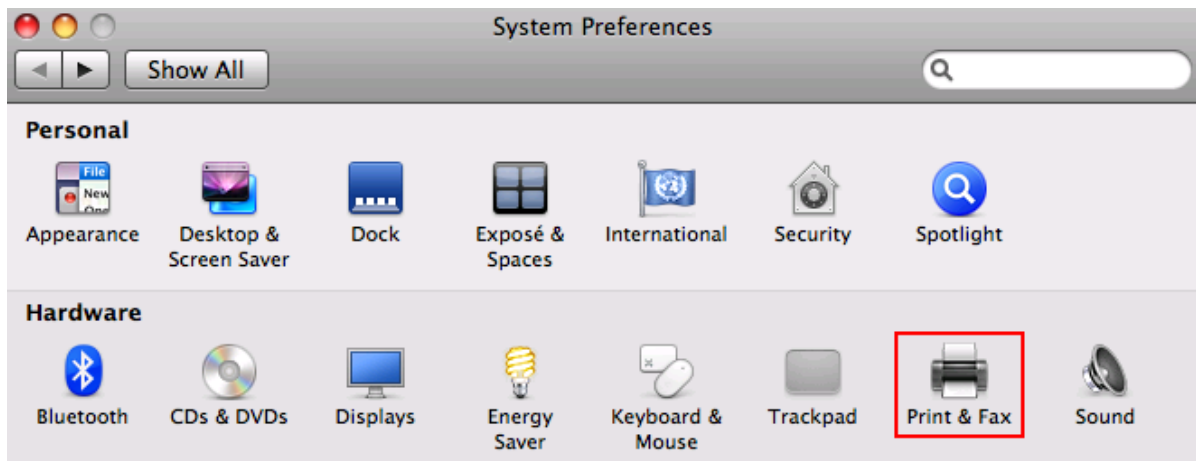 System Preferences
Show All
Personal
File
New
Appearance
Desktop &
Screen Saver
Dock
Exposé &
Spaces
International
Security
Spotlight
Hardware
Bluetooth
CDs & DVDs
Displays
Energy
Saver
Keyboard &
Mouse
Trackpad
Print & Fax
Sound